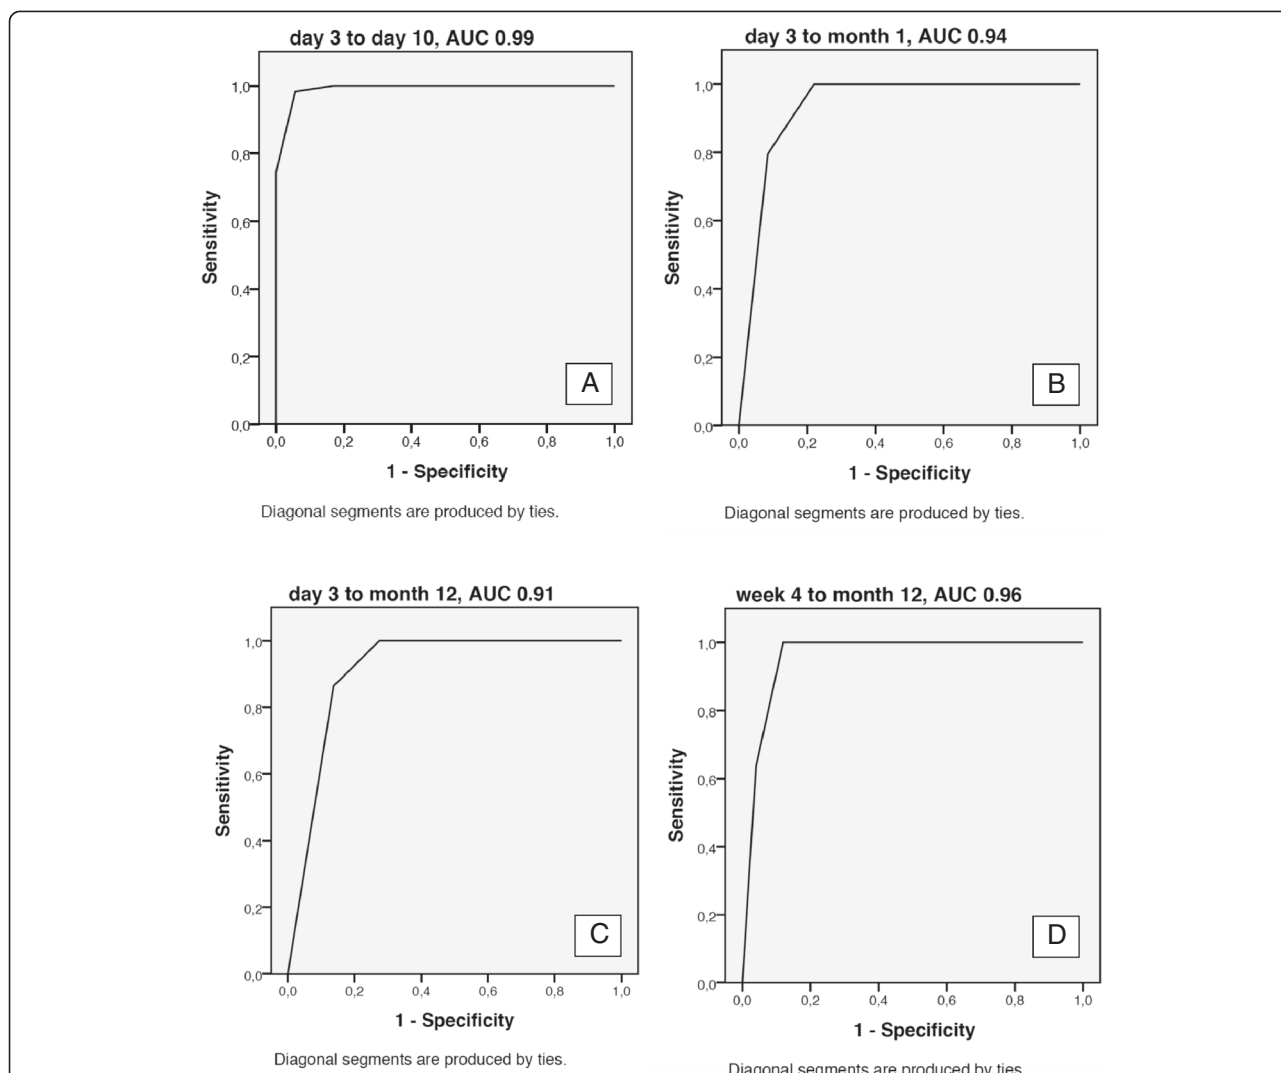 day 3 to day 10, AUC 0.99
Sensitivity
1,0
0,8
0,6
0,4
0,2
0,0
A
0,0 0,2 0,4 0,6 0,8 1,0
1 - Specificity
Diagonal segments are produced by ties.
day 3 to month 1, AUC 0.94
Sensitivity
1,0
0,8
0,6
0,4
0,2
0,0
B
0,0 0,2 0,4 0,6 0,8 1,0
1 - Specificity
Diagonal segments are produced by ties.
day 3 to month 12, AUC 0.91
Sensitivity
1,0
0,8
0,6
0,4
0,2
0,0
C
0,0 0,2 0,4 0,6 0,8 1,0
1 - Specificity
Diagonal segments are produced by ties.
week 4 to month 12, AUC 0.96
Sensitivity
1,0
0,8
0,6
0,4
0,2
0,0
D
0,0 0,2 0,4 0,6 0,8 1,0
1 - Specificity
Diagonal segments are produced by ties